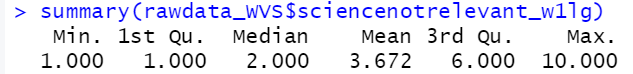 > summary(rawdata_WVS$sciencenotrelevant_w1lg)
Min. 1st Qu. Median Mean 3rd Qu. Max.
1.000 1.000 2.000 3.672 6.000 10.000